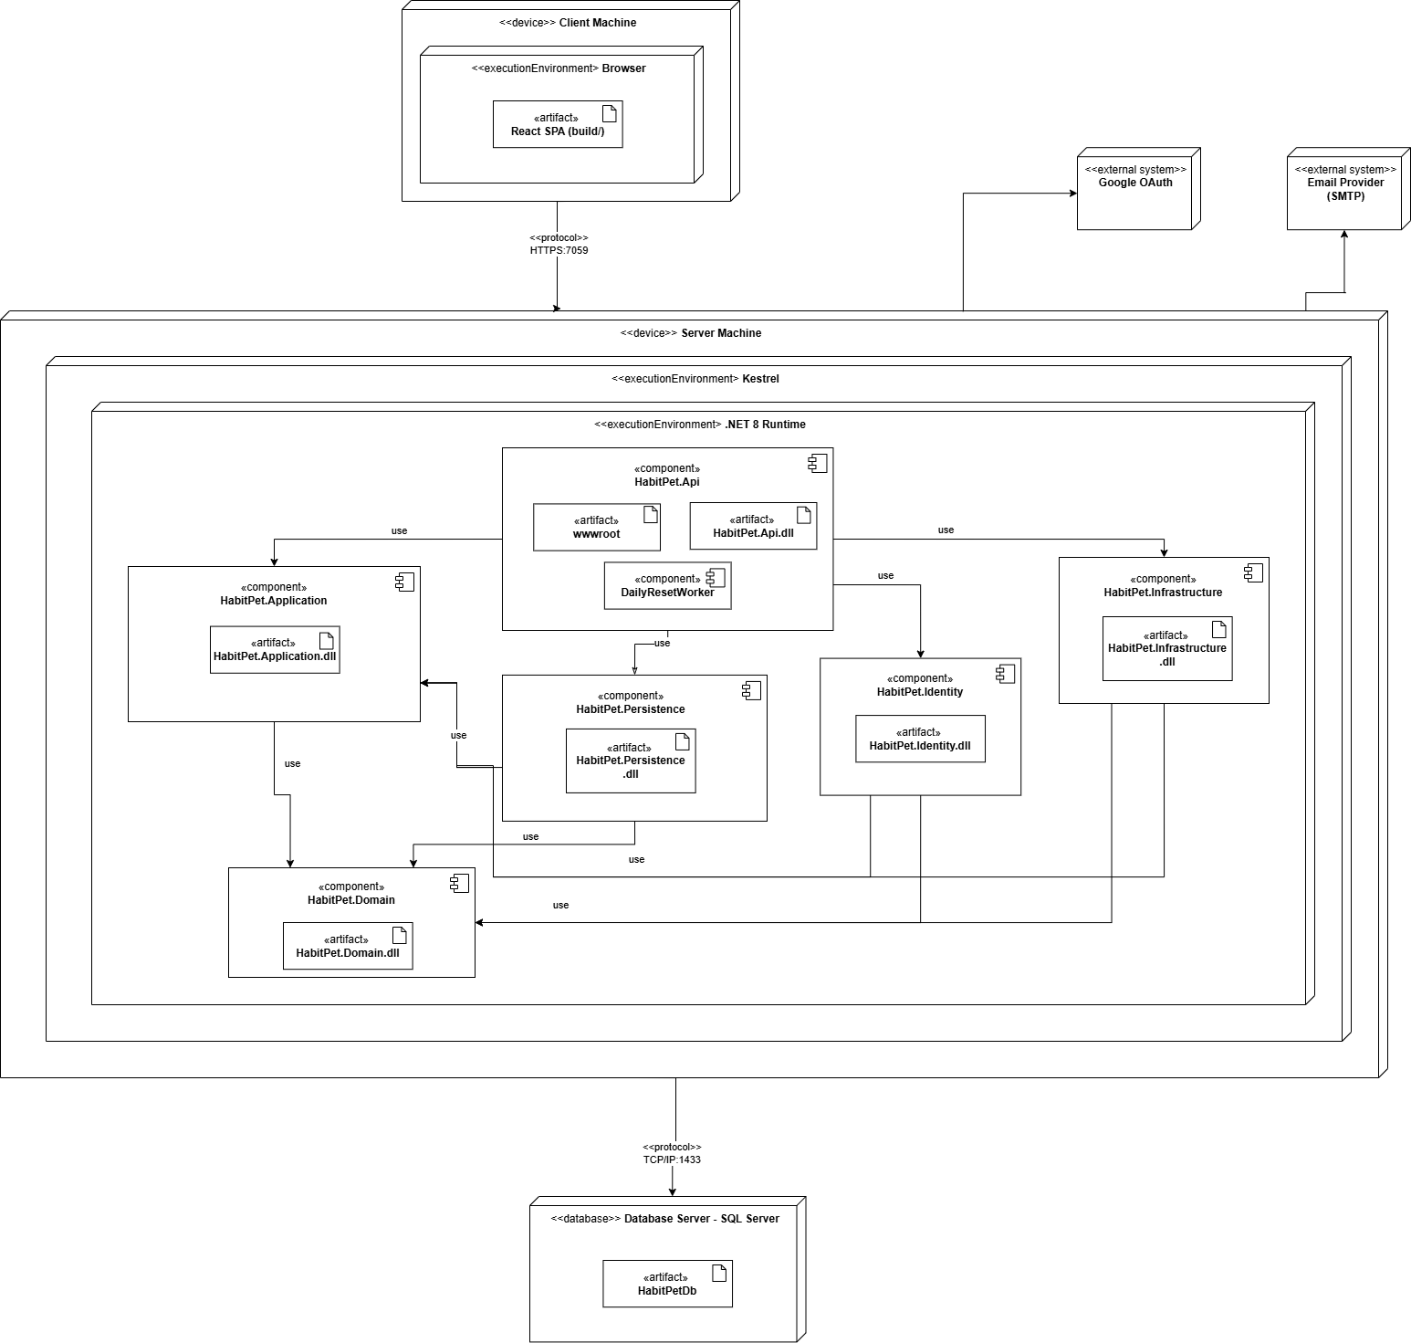 <<device>> Client Machine
<<executionEnvironment> Browser
«artifact»
React SPA (build/)
<<external system>>
Google OAuth
<<external system>>
Email Provider
(SMTP)
<<protocol>>
HTTPS:7059
<<device>> Server Machine
<<executionEnvironment> Kestrel
<<executionEnvironment> .NET 8 Runtime
«component»
HabitPet.Api
«artifact»
wwwroot
«artifact»
HabitPet.Api.dll
«component»
DailyResetWorker
use
use
use
use
«component»
HabitPet.Application
«artifact»
HabitPet.Application.dll
«component»
HabitPet.Infrastructure
«artifact»
HabitPet.Infrastructure
.dll
«component»
HabitPet.Persistence
«artifact»
HabitPet.Persistence
.dll
«component»
HabitPet.Identity
«artifact»
HabitPet.Identity.dll
use
use
use
use
use
«component»
HabitPet.Domain
«artifact»
HabitPet.Domain.dll
<<protocol>>
TCP/IP:1433
<<database>> Database Server - SQL Server
«artifact»
HabitPetDb